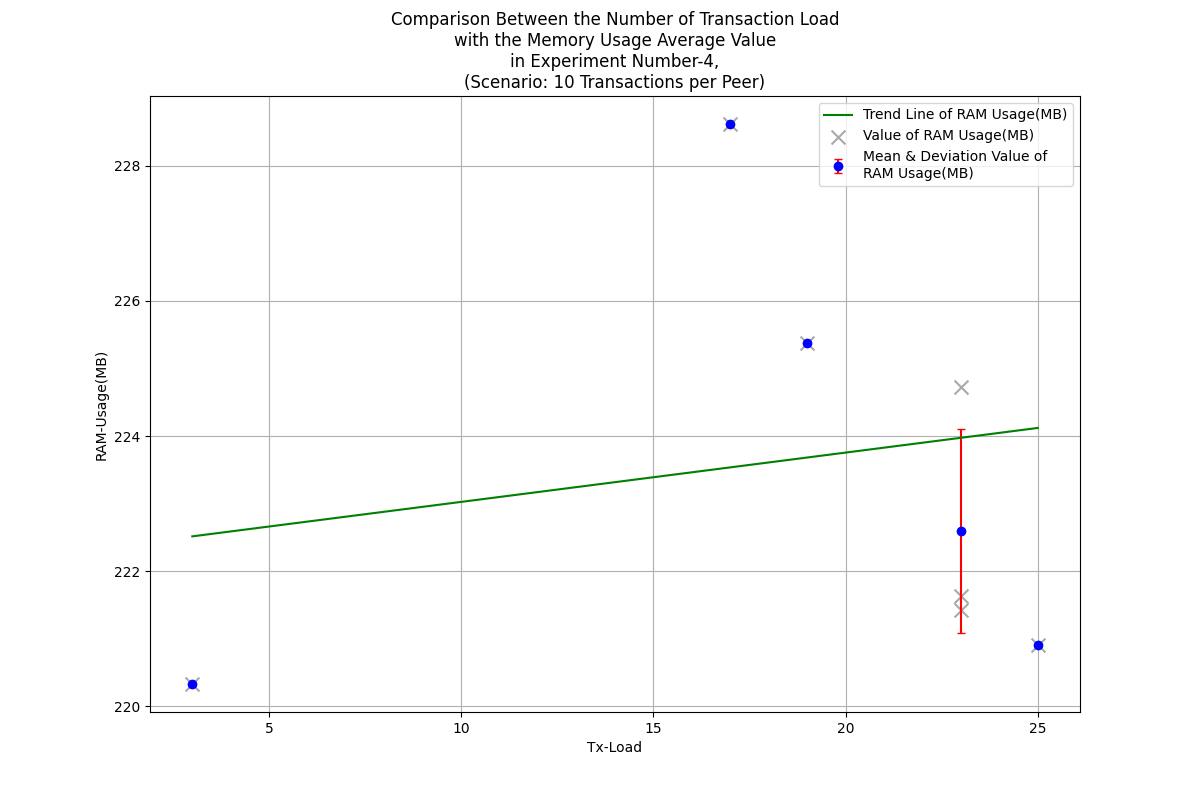 Comparison Between the Number of Transaction Load
with the Memory Usage Average Value
in Experiment Number-4,
(Scenario: 10 Transactions per Peer)
Trend Line of RAM Usage(MB)
Value of RAM Usage(MB)
Mean & Deviation Value of
RAM Usage(MB)
RAM-Usage(MB)
228
226
224
222
220
5
10
15
20
25
Tx-Load